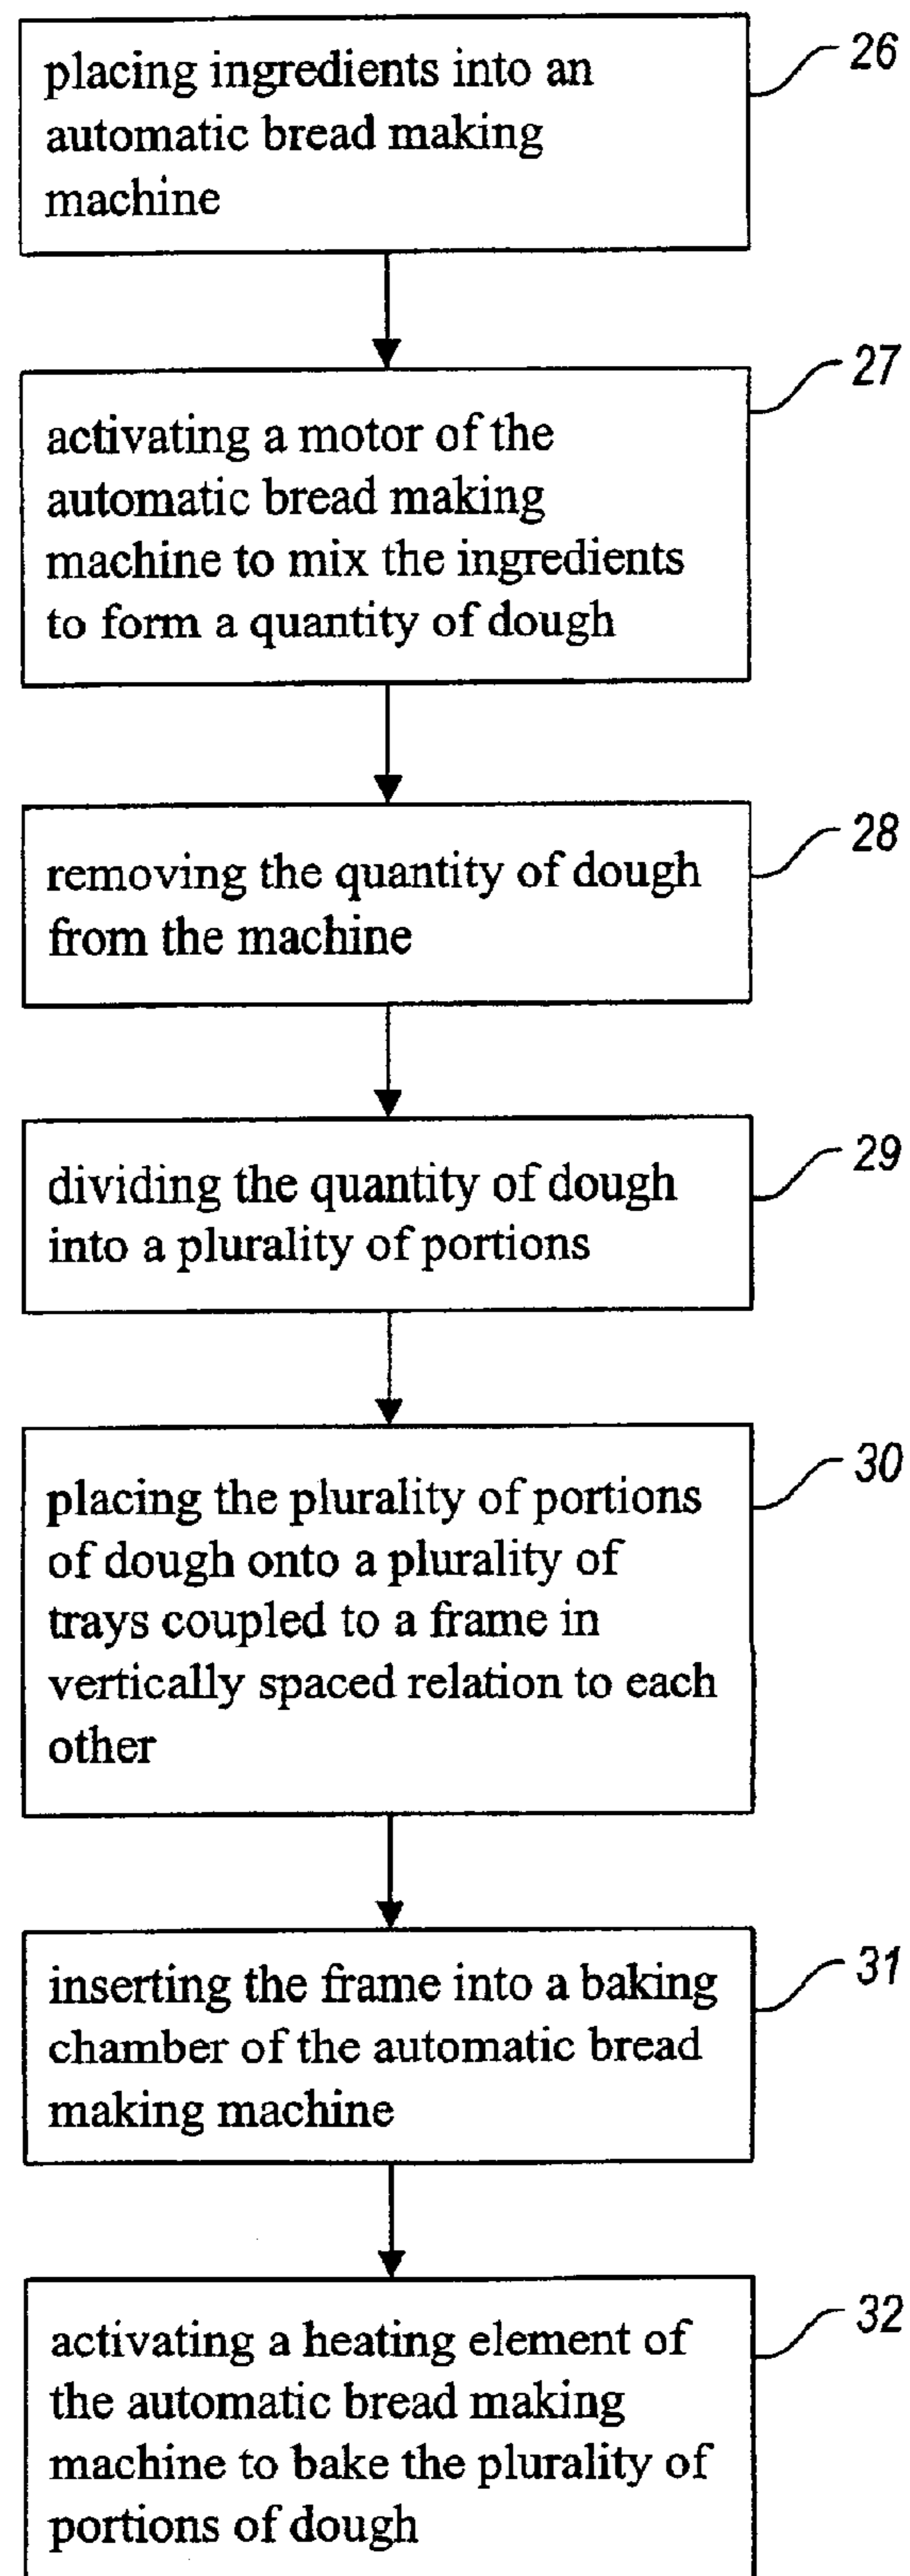 placing ingredients into an
automatic bread making
machine
26
activating a motor of the
automatic bread making
machine to mix the ingredients
to form a quantity of dough
27
removing the quantity of dough
from the machine
28
dividing the quantity of dough
into a plurality of portions
29
placing the plurality of portions
of dough onto a plurality of
trays coupled to a frame in
vertically spaced relation to each
other
30
inserting the frame into a baking
chamber of the automatic bread
making machine
31
activating a heating element of
the automatic bread making
machine to bake the plurality of
portions of dough
32